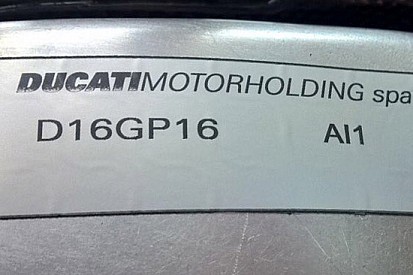 DUCATIMOTORHOLDING spa
D16GP16 AI1